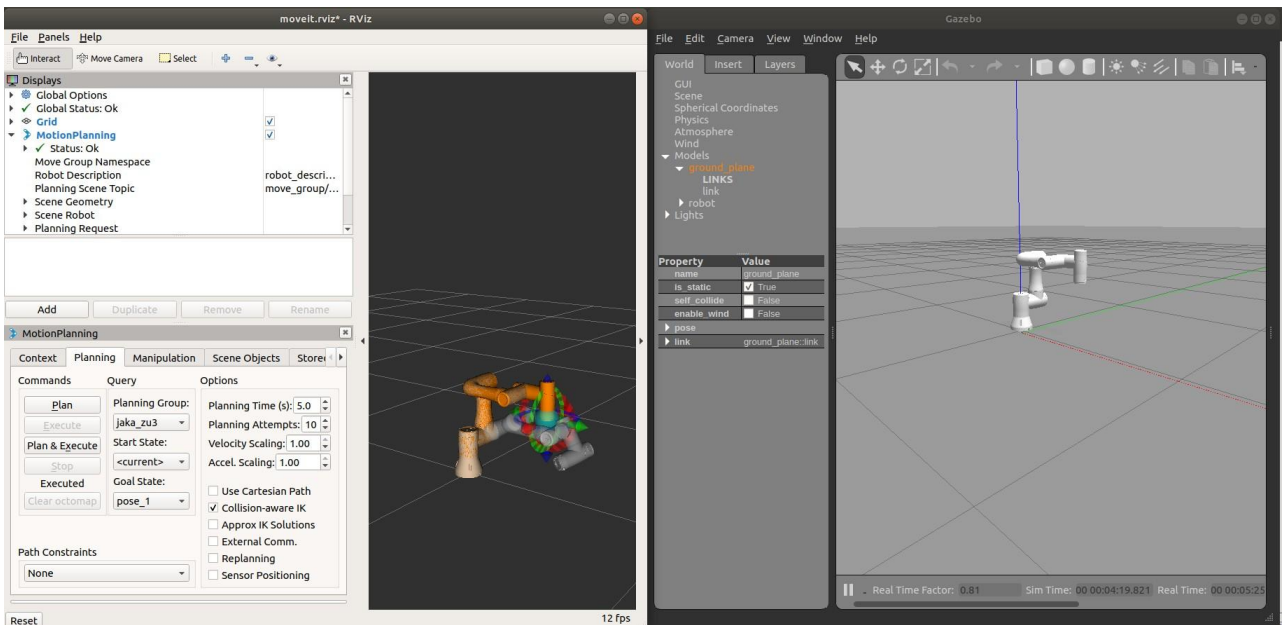 moveit.rviz* - RViz
File Panels Help
Interact Move Camera Select
Displays
Global Options
Global Status: Ok
Grid
MotionPlanning
Status: Ok
Move Group Namespace
Robot Description robot_descri...
Planning Scene Topic move_group/...
Scene Geometry
Scene Robot
Planning Request
Add Duplicate Remove Rename
MotionPlanning
Context Planning Manipulation Scene Objects Store
Commands Query Options
Plan Planning Group: Planning Time (s): 5.0
Execute jaka_zu3 Planning Attempts: 10
Plan & Execute Start State: Velocity Scaling: 1.00
Stop <current> Accel. Scaling: 1.00
Executed Goal State: Use Cartesian Path
Clear octomap pose_1 Collision-aware IK
Approx IK Solutions
External Comm.
Path Constraints Replanning
None Sensor Positioning
Reset
12 fps
Gazebo
File Edit Camera View Window Help
World Insert Layers
GUI
Scene
Spherical Coordinates
Physics
Atmosphere
Wind
Models
ground_plane
LINKS
link
robot
Lights
Property Value
name ground_plane
is_static True
self_collide False
enable_wind False
pose
link ground_plane::link
Real Time Factor: 0.81 Sim Time: 00 00:04:19.821 Real Time: 00 00:05:25